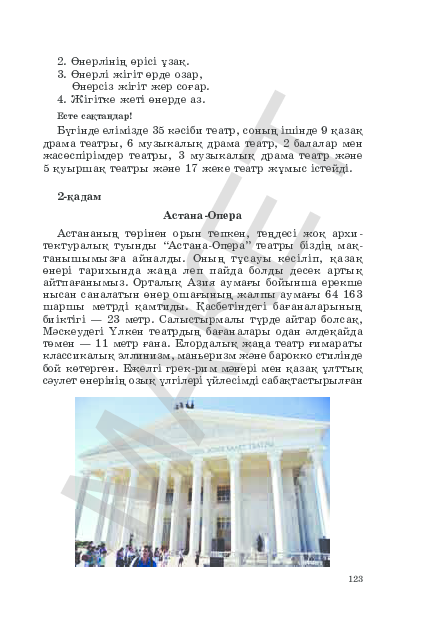 2. Өнерлінің өрісі ұзақ.
3. Өнерлі жігіт өрде озар,
Өнерсіз жігіт жер соғар.
4. Жігітке жеті өнерде аз.
Есте сақтаңдар!
Бүгінде елімізде 35 кәсіби театр, соның ішінде 9 қазақ
драма театры, 6 музыкалық драма театр, 2 балалар мен
жасөспірімдер театры, 3 музыкалық драма театр және
5 қуыршақ театры және 17 жеке театр жұмыс істейді.
2-қадам
Астана-Опера
Астананың төрінен орын тепкен, теңдесі жоқ архи-
тектуралық туынды “Астана-Опера” театры біздің мақ-
танышымызға айналды. Оның тұсауы кесіліп, қазақ
өнері тарихында жаңа леп пайда болды десек артық
айтпағанымыз. Орталық Азия аумағы бойынша ерекше
нысан саналатын өнер ошағының жалпы аумағы 64 163
шаршы метрді қамтиды. Қасбетіндегі бағаналарының
биіктігі — 23 метр. Салыстырмалы түрде айтар болсақ,
Мәскеудегі Үлкен театрдың бағаналары одан әлдеқайда
төмен — 11 метр ғана. Елордалық жаңа театр ғимараты
классикалық эллинизм, маньеризм және барокко стилінде
бой көтерген. Ежелгі грек-рим мәнері мен қазақ ұлттық
сәулет өнерінің озық үлгілері үйлесімді сабақтастырылған
МАКЕТ
123